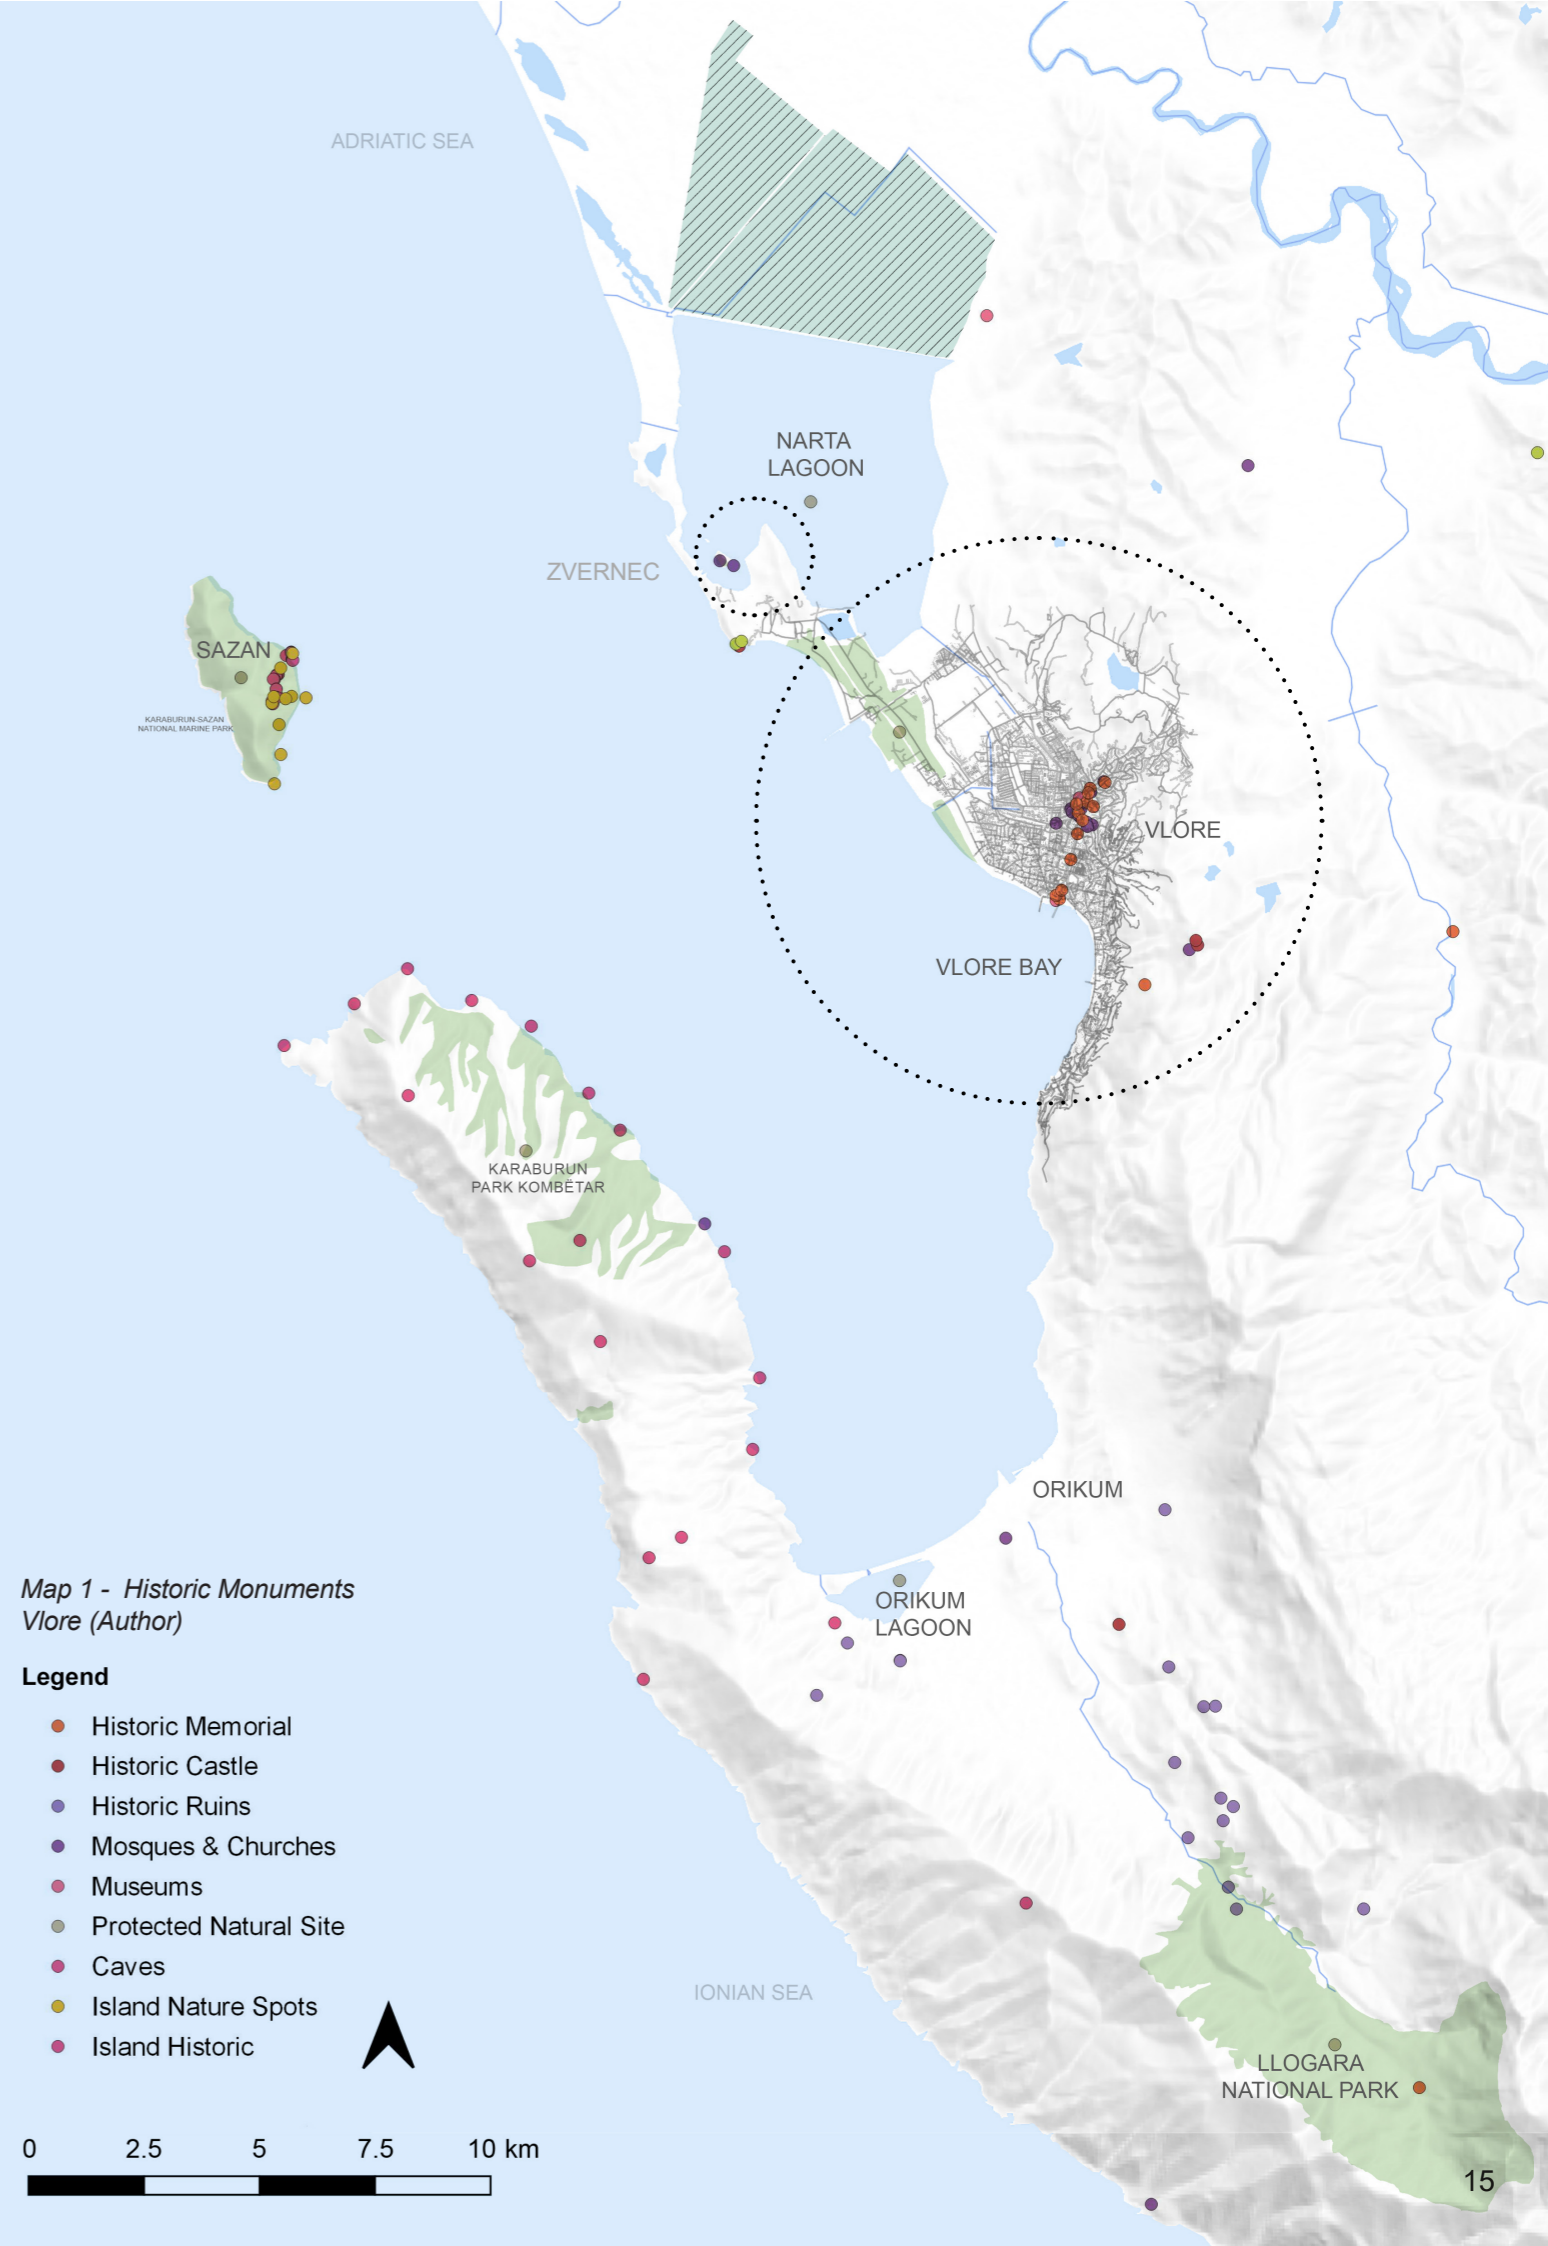 ADRIATIC SEA
NARTA
LAGOON
ZVERNEC
SAZAN
KARABURUN-SAZAN
NATIONAL MARINE PARK
VLORE
VLORE BAY
KARABURUN
PARK KOMBËTAR
ORIKUM
ORIKUM
LAGOON
Map 1 - Historic Monuments
Vlore (Author)
Legend
Historic Memorial
Historic Castle
Historic Ruins
Mosques & Churches
Museums
Protected Natural Site
Caves
Island Nature Spots
Island Historic
IONIAN SEA
LLOGARA
NATIONAL PARK
0 2.5 5 7.5 10 km
15